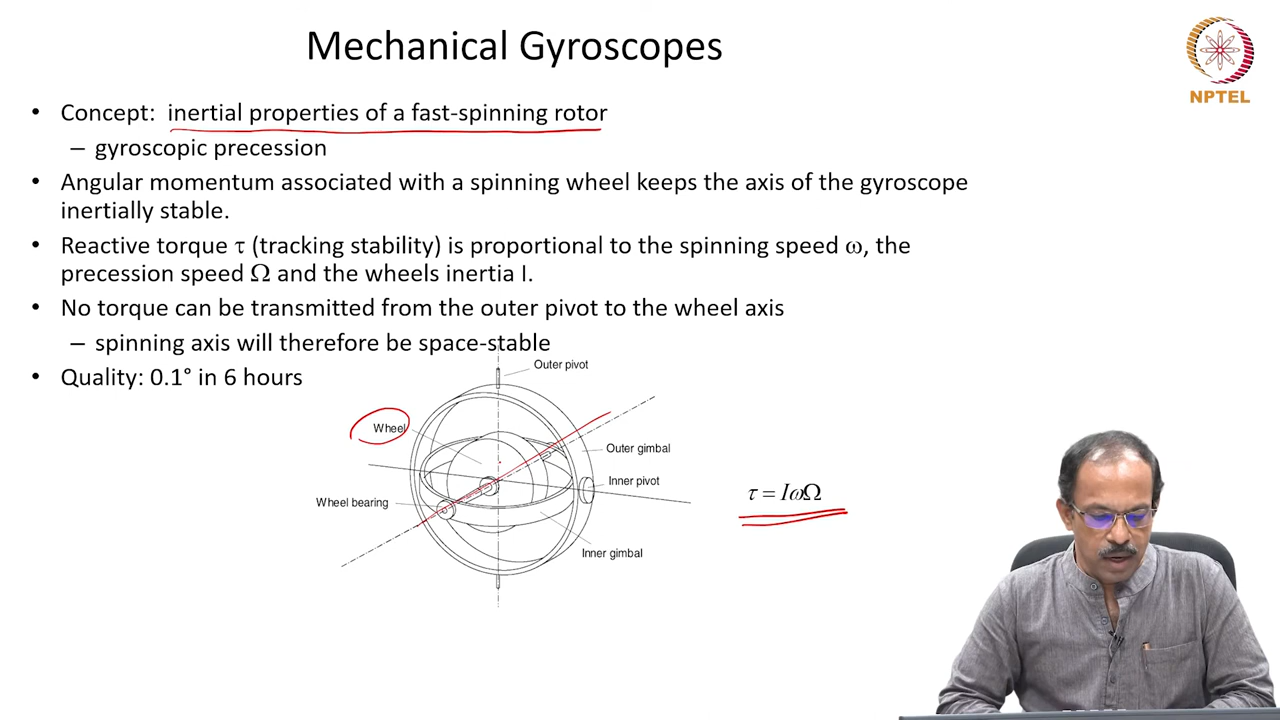 Mechanical Gyroscopes
NPTEL
• Concept: inertial properties of a fast-spinning rotor
– gyroscopic precession
• Angular momentum associated with a spinning wheel keeps the axis of the gyroscope
inertially stable.
• Reactive torque τ (tracking stability) is proportional to the spinning speed ω, the
precession speed Ω and the wheels inertia I.
• No torque can be transmitted from the outer pivot to the wheel axis
– spinning axis will therefore be space-stable
• Quality: 0.1° in 6 hours
Outer pivot
Wheel
Outer gimbal
Inner pivot
Wheel bearing
Inner gimbal
τ = IωΩ